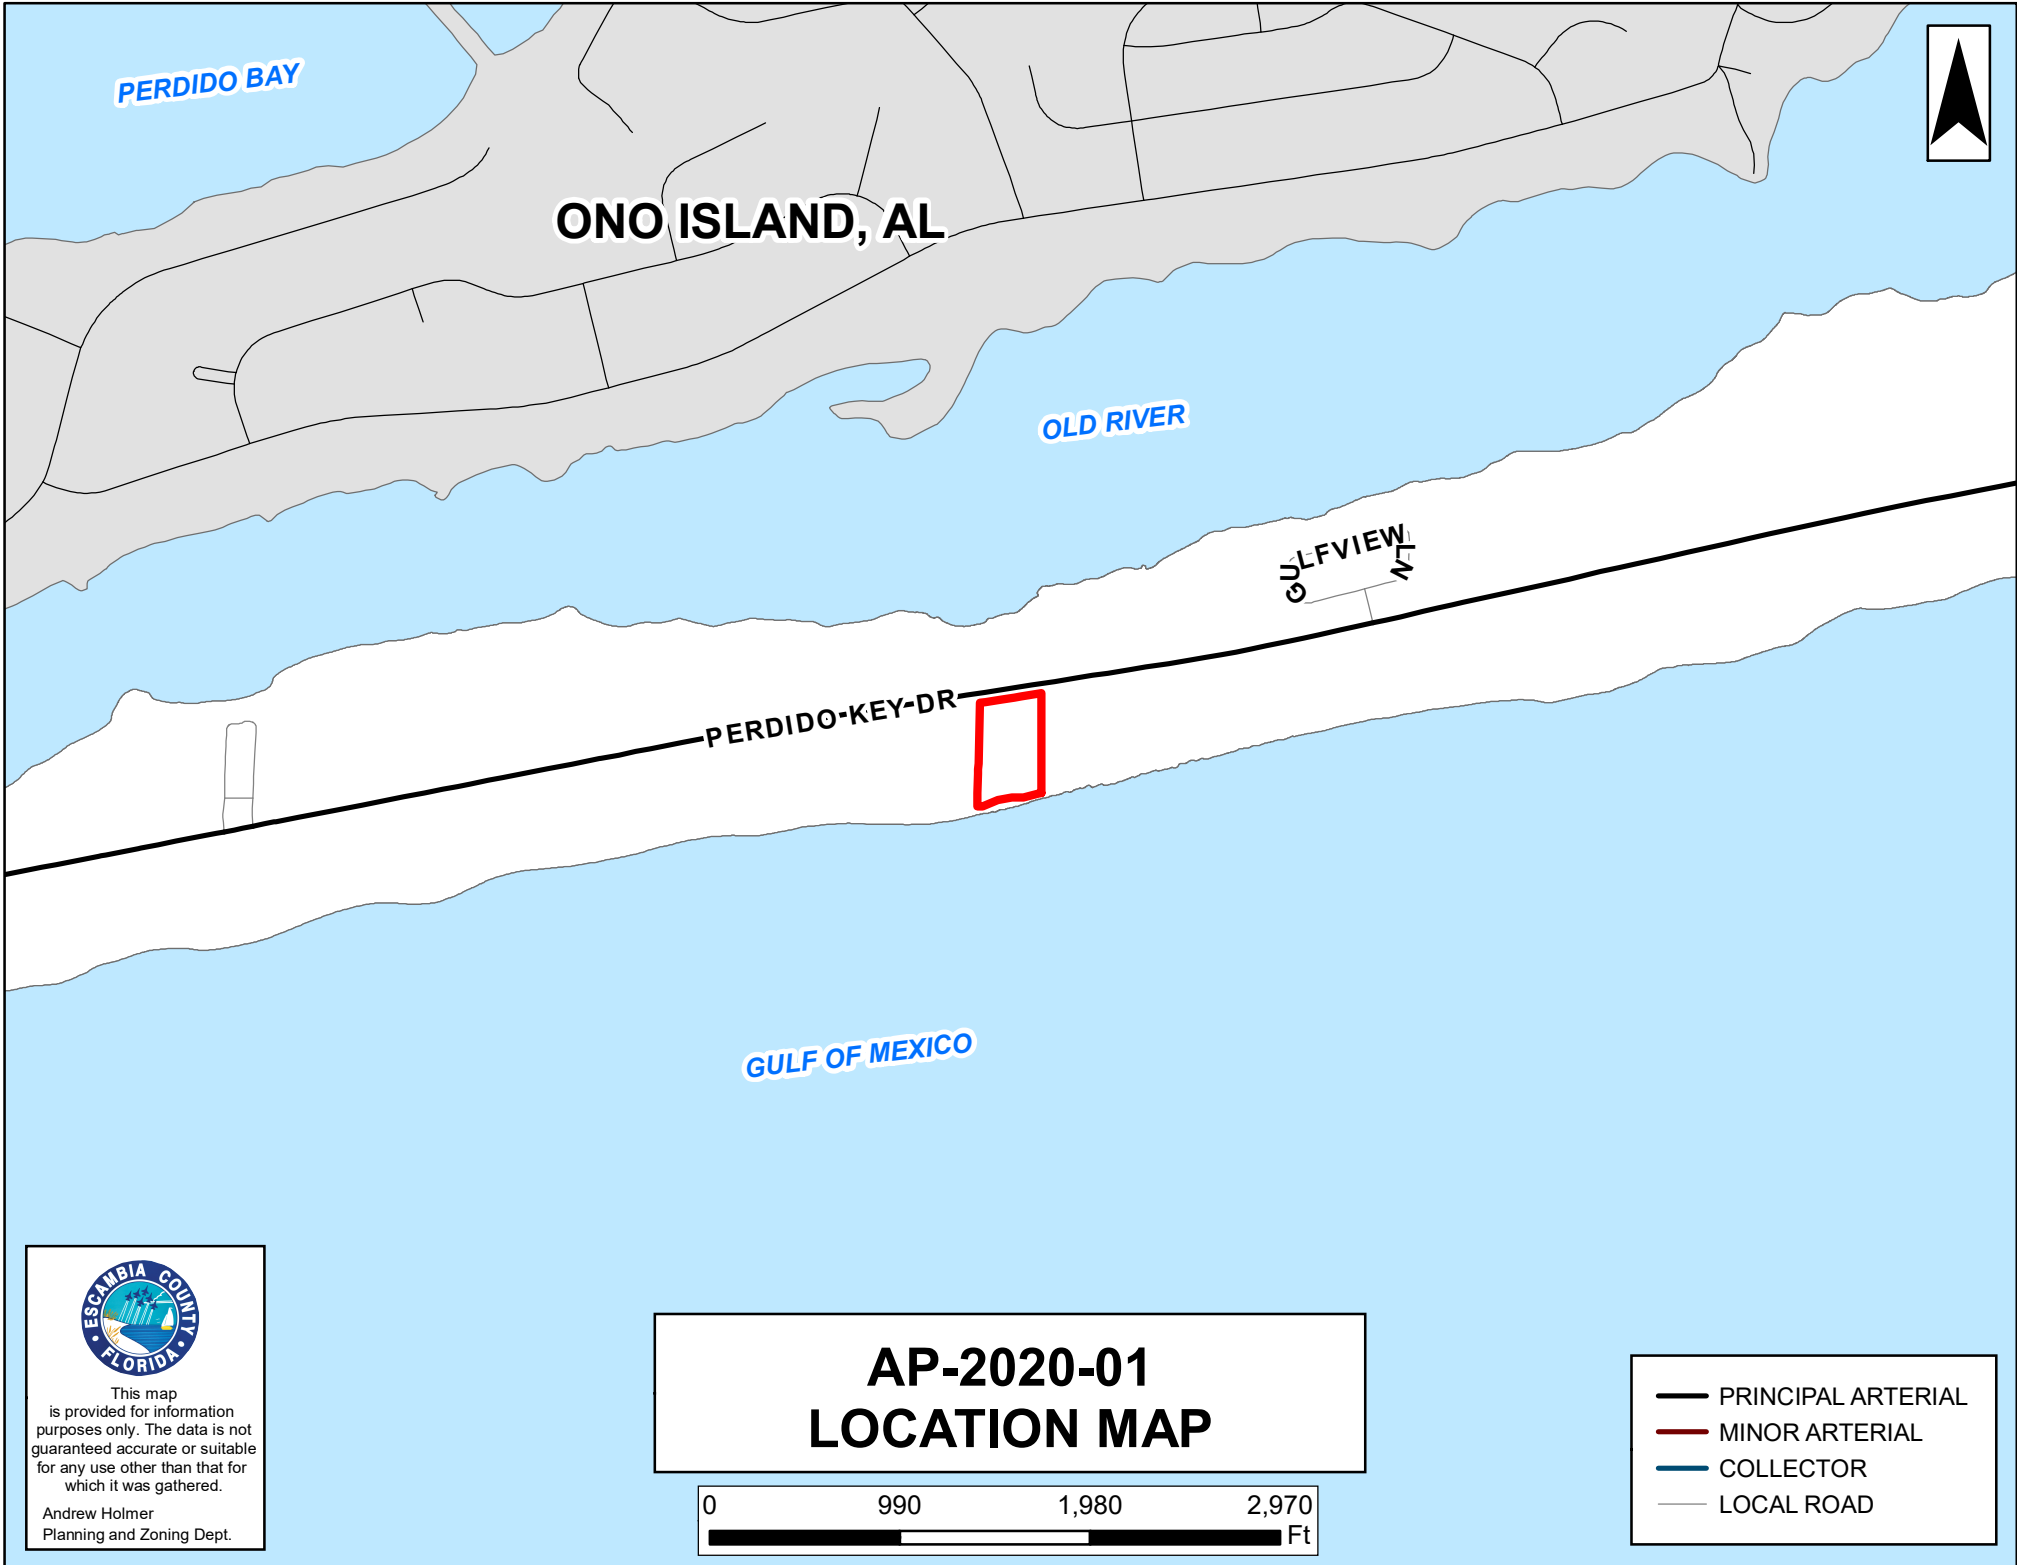 PERDIDO BAY
ONO ISLAND, AL
OLD RIVER
GULFVIEW LN
PERDIDO-KEY-DR
GULF OF MEXICO
ESCAMBIA COUNTY
FLORIDA
This map
is provided for information
purposes only. The data is not
guaranteed accurate or suitable
for any use other than that for
which it was gathered.
Andrew Holmer
Planning and Zoning Dept.
AP-2020-01
LOCATION MAP
0 990 1,980 2,970
Ft
PRINCIPAL ARTERIAL
MINOR ARTERIAL
COLLECTOR
LOCAL ROAD